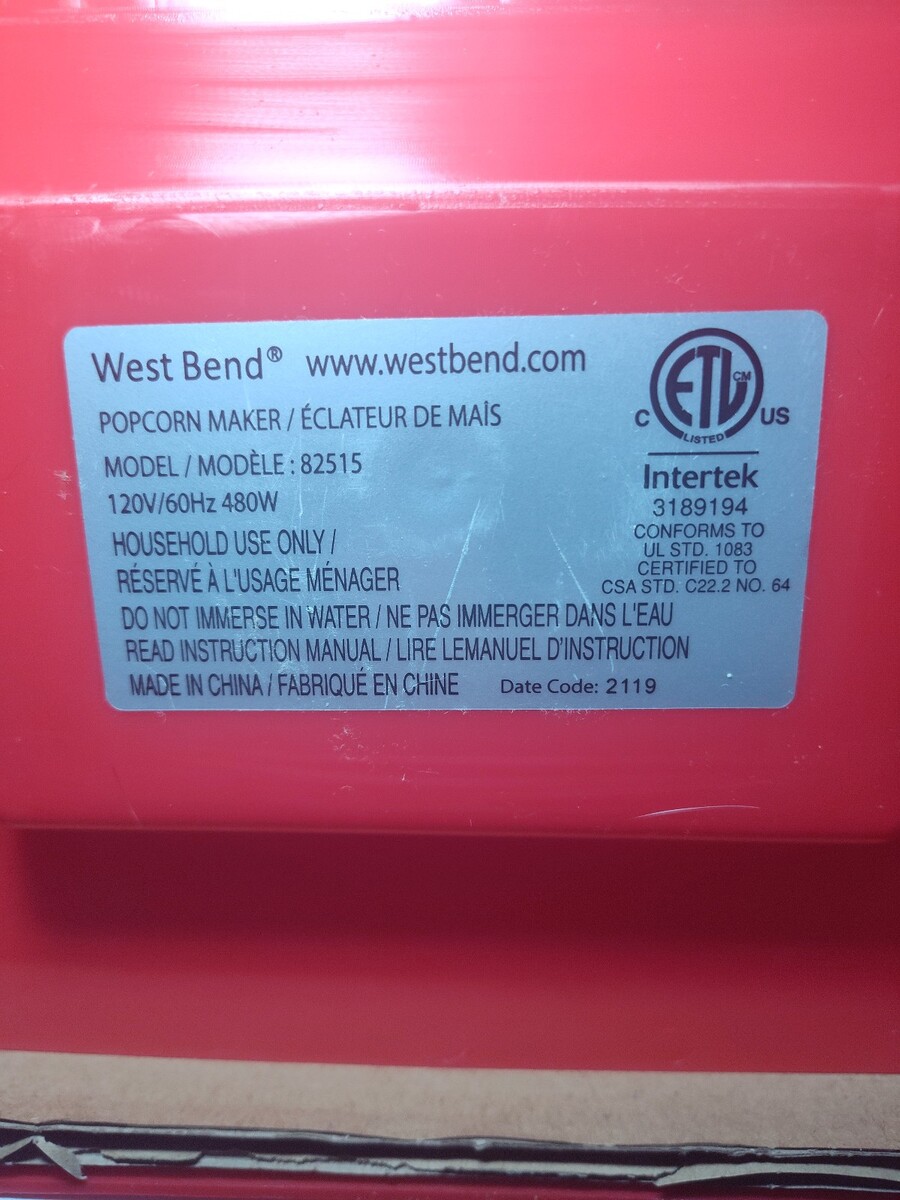 West Bend® www.westbend.com
POPCORN MAKER / ÉCLATEUR DE MAÏS
MODEL / MODÈLE : 82515
120V/60Hz 480W
HOUSEHOLD USE ONLY /
RÉSERVÉ À L'USAGE MÉNAGER
DO NOT IMMERSE IN WATER / NE PAS IMMERGER DANS L'EAU
READ INSTRUCTION MANUAL / LIRE LEMANUEL D'INSTRUCTION
MADE IN CHINA / FABRIQUÉ EN CHINE Date Code: 2119
ETL CM
C US
LISTED
Intertek
3189194
CONFORMS TO
UL STD. 1083
CERTIFIED TO
CSA STD. C22.2 NO. 64